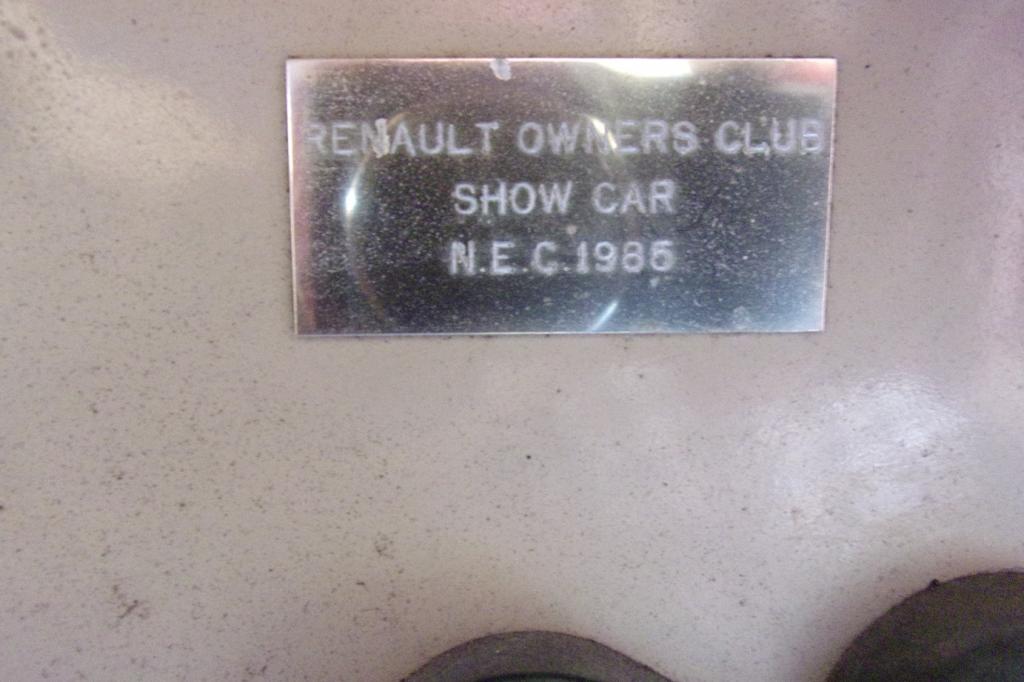 RENAULT OWNERS CLUB
SHOW CAR
N.E.C.1985